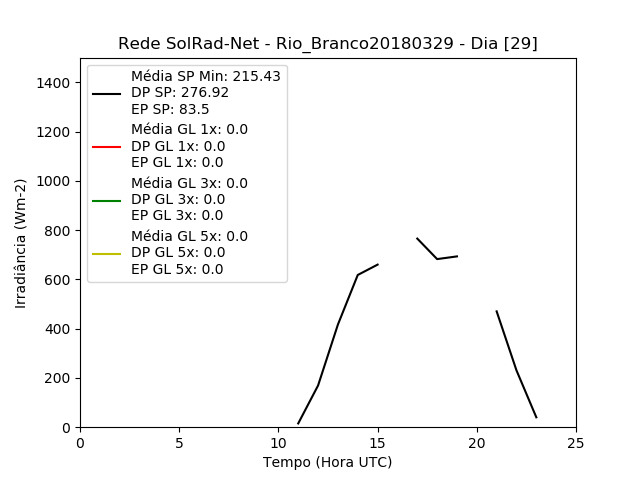 Rede SolRad-Net - Rio_Branco20180329 - Dia [29]
Média SP Min: 215.43
DP SP: 276.92
EP SP: 83.5
Média GL 1x: 0.0
DP GL 1x: 0.0
EP GL 1x: 0.0
Média GL 3x: 0.0
DP GL 3x: 0.0
EP GL 3x: 0.0
Média GL 5x: 0.0
DP GL 5x: 0.0
EP GL 5x: 0.0
Irradiância (Wm-2)
1400
1200
1000
800
600
400
200
0
0 5 10 15 20 25
Tempo (Hora UTC)